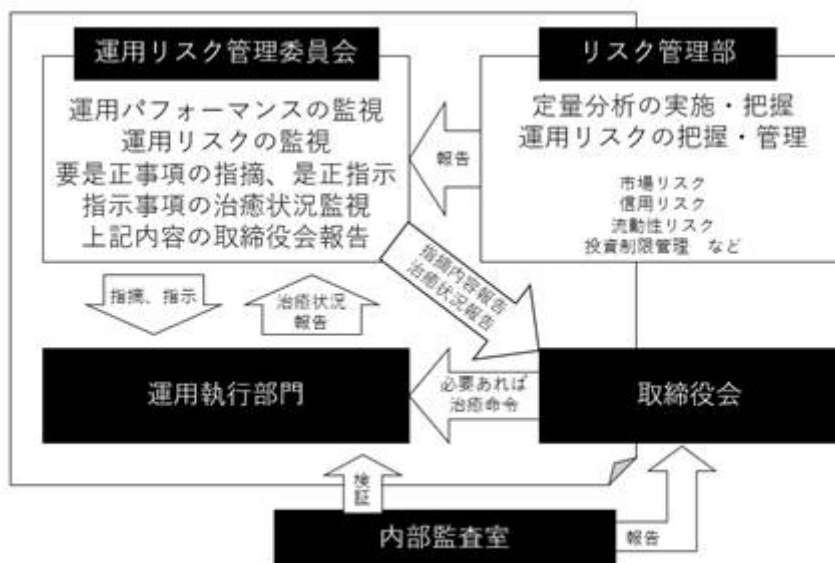 運用リスク管理委員会
運用パフォーマンスの監視
運用リスクの監視
要是正事項の指摘、是正指示
指示事項の治癒状況監視
上記内容の取締役会報告
リスク管理部
定量分析の実施・把握
運用リスクの把握・管理
市場リスク
信用リスク
流動性リスク
投資制限管理 など
報告
指摘内容報告
治癒状況報告
指摘、指示
治癒状況
報告
運用執行部門
必要あれば
治癒命令
取締役会
検証
内部監査室
報告